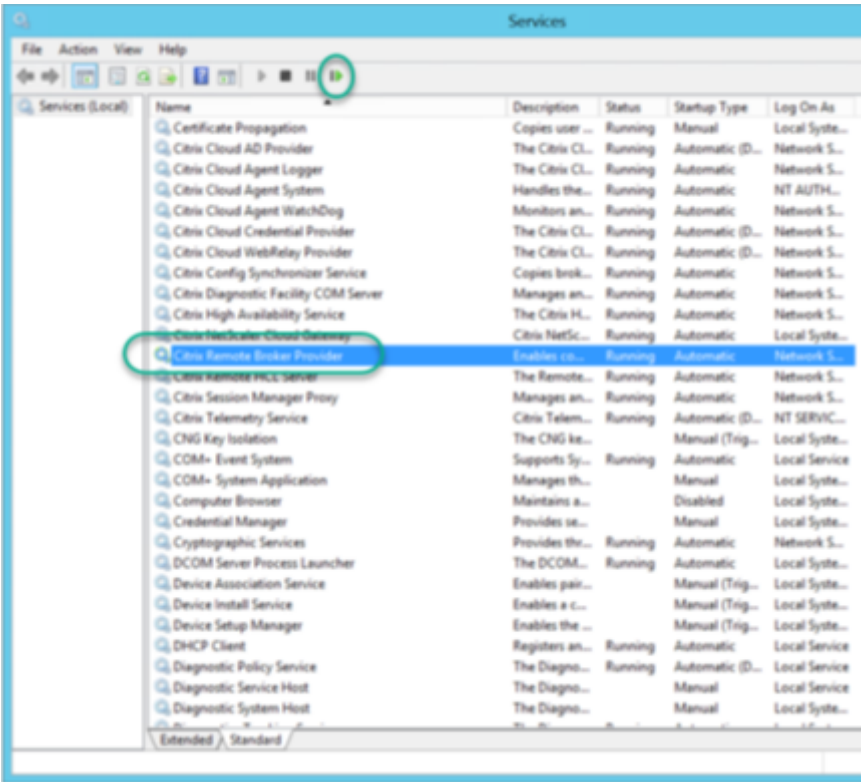 Services
File Action View Help
Services (Local)
Name Description Status Startup Type Log On As
Certificate Propagation Copies user ... Running Manual Local Syste...
Citrix Cloud AD Provider The Citrix Cl... Running Automatic (D... Network S...
Citrix Cloud Agent Logger The Citrix Cl... Running Automatic Network S...
Citrix Cloud Agent System Handles the... Running Automatic NT AUTH...
Citrix Cloud Agent WatchDog Monitors an... Running Automatic Network S...
Citrix Cloud Credential Provider The Citrix Cl... Running Automatic (D... Network S...
Citrix Cloud WebRelay Provider The Citrix Cl... Running Automatic (D... Network S...
Citrix Config Synchronizer Service Copies brok... Running Automatic Network S...
Citrix Diagnostic Facility COM Server Manages an... Running Automatic Network S...
Citrix High Availability Service The Citrix H... Running Automatic Network S...
Citrix NetScaler Cloud Gateway Citrix NetSc... Running Automatic Local Syste...
Citrix Remote Broker Provider Enables co... Running Automatic Network S...
Citrix Remote HCL Server The Remote... Running Automatic Network S...
Citrix Session Manager Proxy Manages an... Running Automatic Network S...
Citrix Telemetry Service Citrix Telem... Running Automatic (D... NT SERVIC...
CNG Key Isolation The CNG ke... Manual (Trig... Local Syste...
COM+ Event System Supports Sy... Running Automatic Local Service
COM+ System Application Manages th... Manual Local Syste...
Computer Browser Maintains a... Disabled Local Syste...
Credential Manager Provides se... Manual Local Syste...
Cryptographic Services Provides thr... Running Automatic Network S...
DCOM Server Process Launcher The DCOM... Running Automatic Local Syste...
Device Association Service Enables pair... Manual (Trig... Local Syste...
Device Install Service Enables a c... Manual (Trig... Local Syste...
Device Setup Manager Enables the ... Manual (Trig... Local Syste...
DHCP Client Registers an... Running Automatic Local Service
Diagnostic Policy Service The Diagno... Running Automatic (D... Local Service
Diagnostic Service Host The Diagno... Manual Local Service
Diagnostic System Host The Diagno... Manual Local Syste...
Extended Standard